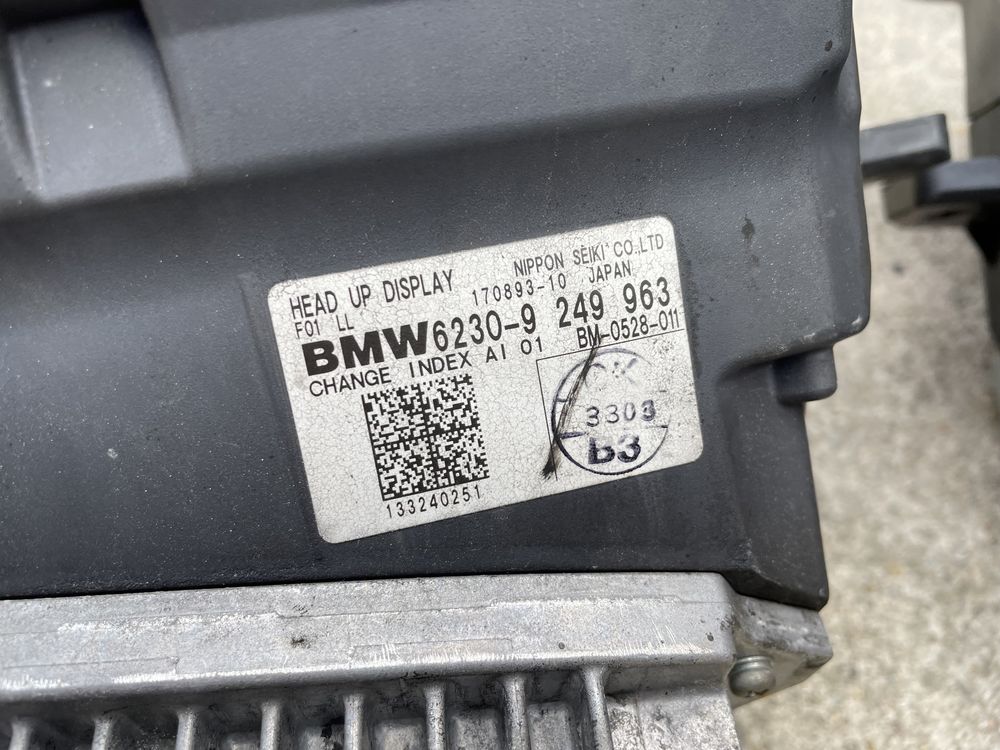 HEAD UP DISPLAY NIPPON SEIKI CO.,LTD
F01 LL 170893-10 JAPAN
BMW6230-9 249 963
CHANGE INDEX AI 01 BM-0528-011
OK
3303
B3
133240251